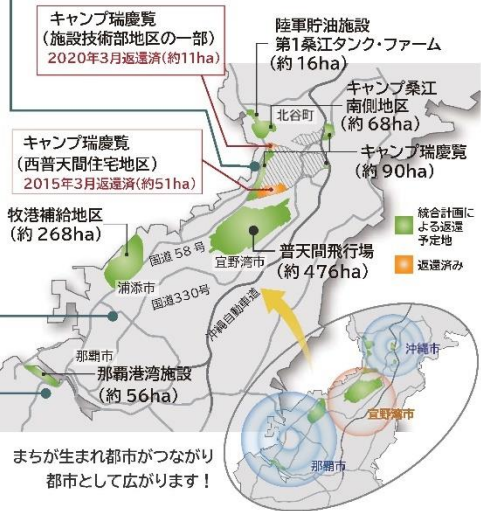 キャンプ瑞慶覧
(施設技術部地区の一部)
2020年3月返還済(約11ha)
陸軍貯油施設
第1桑江タンク・ファーム
(約16ha)
キャンプ桑江
南側地区
(約68ha)
北谷町
キャンプ瑞慶覧
(西普天間住宅地区)
2015年3月返還済(約51ha)
キャンプ瑞慶覧
(約90ha)
牧港補給地区
(約268ha)
統合計画に
よる返還
予定地
返還済み
国道58号
宜野湾市
普天間飛行場
(約476ha)
浦添市
国道330号
沖縄自動車道
那覇市
那覇港湾施設
(約56ha)
沖縄市
宜野湾市
那覇市
まちが生まれ都市がつながり
都市として広がります!